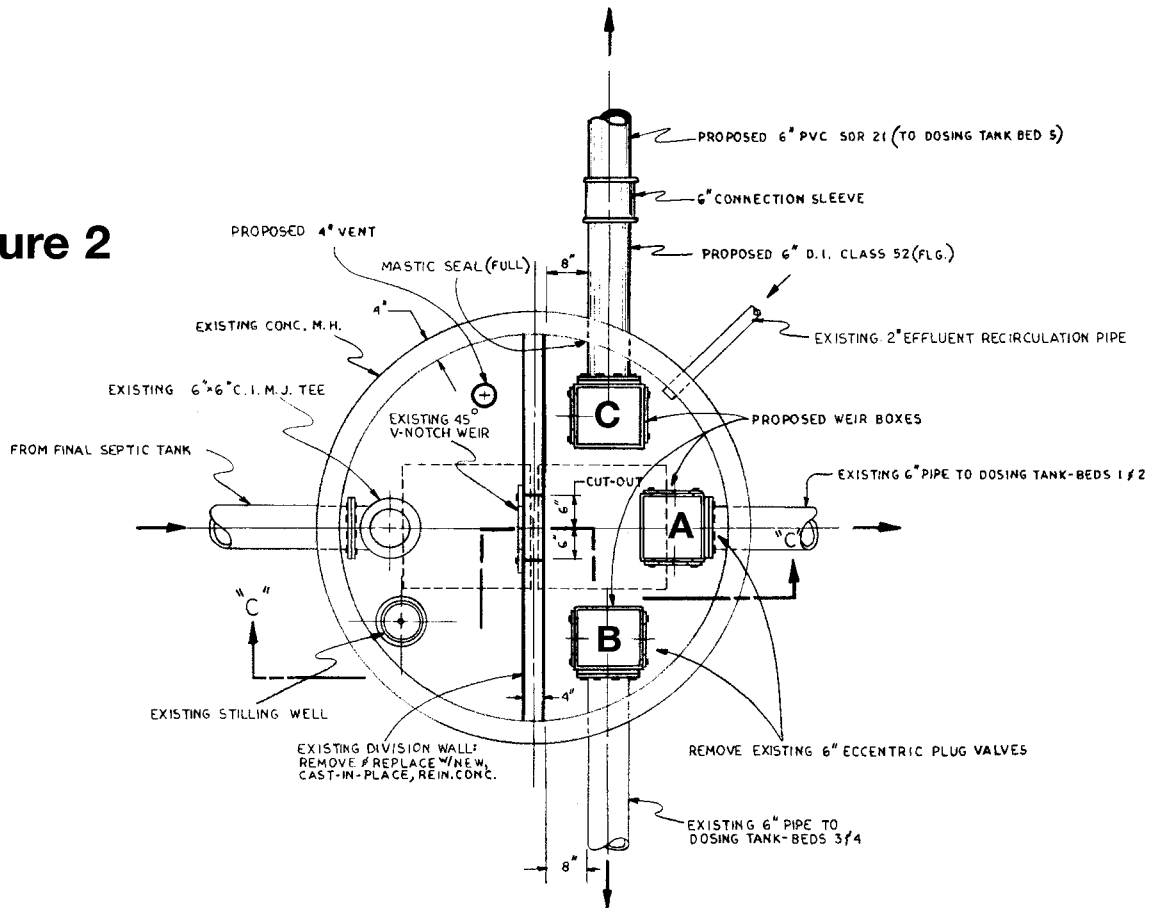 ure 2
PROPOSED 6" PVC SDR 21 (TO DOSING TANK BED 5)
6" CONNECTION SLEEVE
PROPOSED 4" VENT
MASTIC SEAL (FULL)
8"
PROPOSED 6" D.I. CLASS 52 (FLG.)
EXISTING CONC. M.H.
4"
EXISTING 2" EFFLUENT RECIRCULATION PIPE
EXISTING 6"x6" C.I. M.J. TEE
EXISTING 45°
V-NOTCH WEIR
C
PROPOSED WEIR BOXES
FROM FINAL SEPTIC TANK
CUT-OUT
EXISTING 6" PIPE TO DOSING TANK-BEDS 1 & 2
6"
6"
A
"C"
"C"
B
4"
EXISTING STILLING WELL
EXISTING DIVISION WALL:
REMOVE & REPLACE W/NEW,
CAST-IN-PLACE, REIN. CONC.
REMOVE EXISTING 6" ECCENTRIC PLUG VALVES
EXISTING 6" PIPE TO
DOSING TANK-BEDS 3 & 4
8"